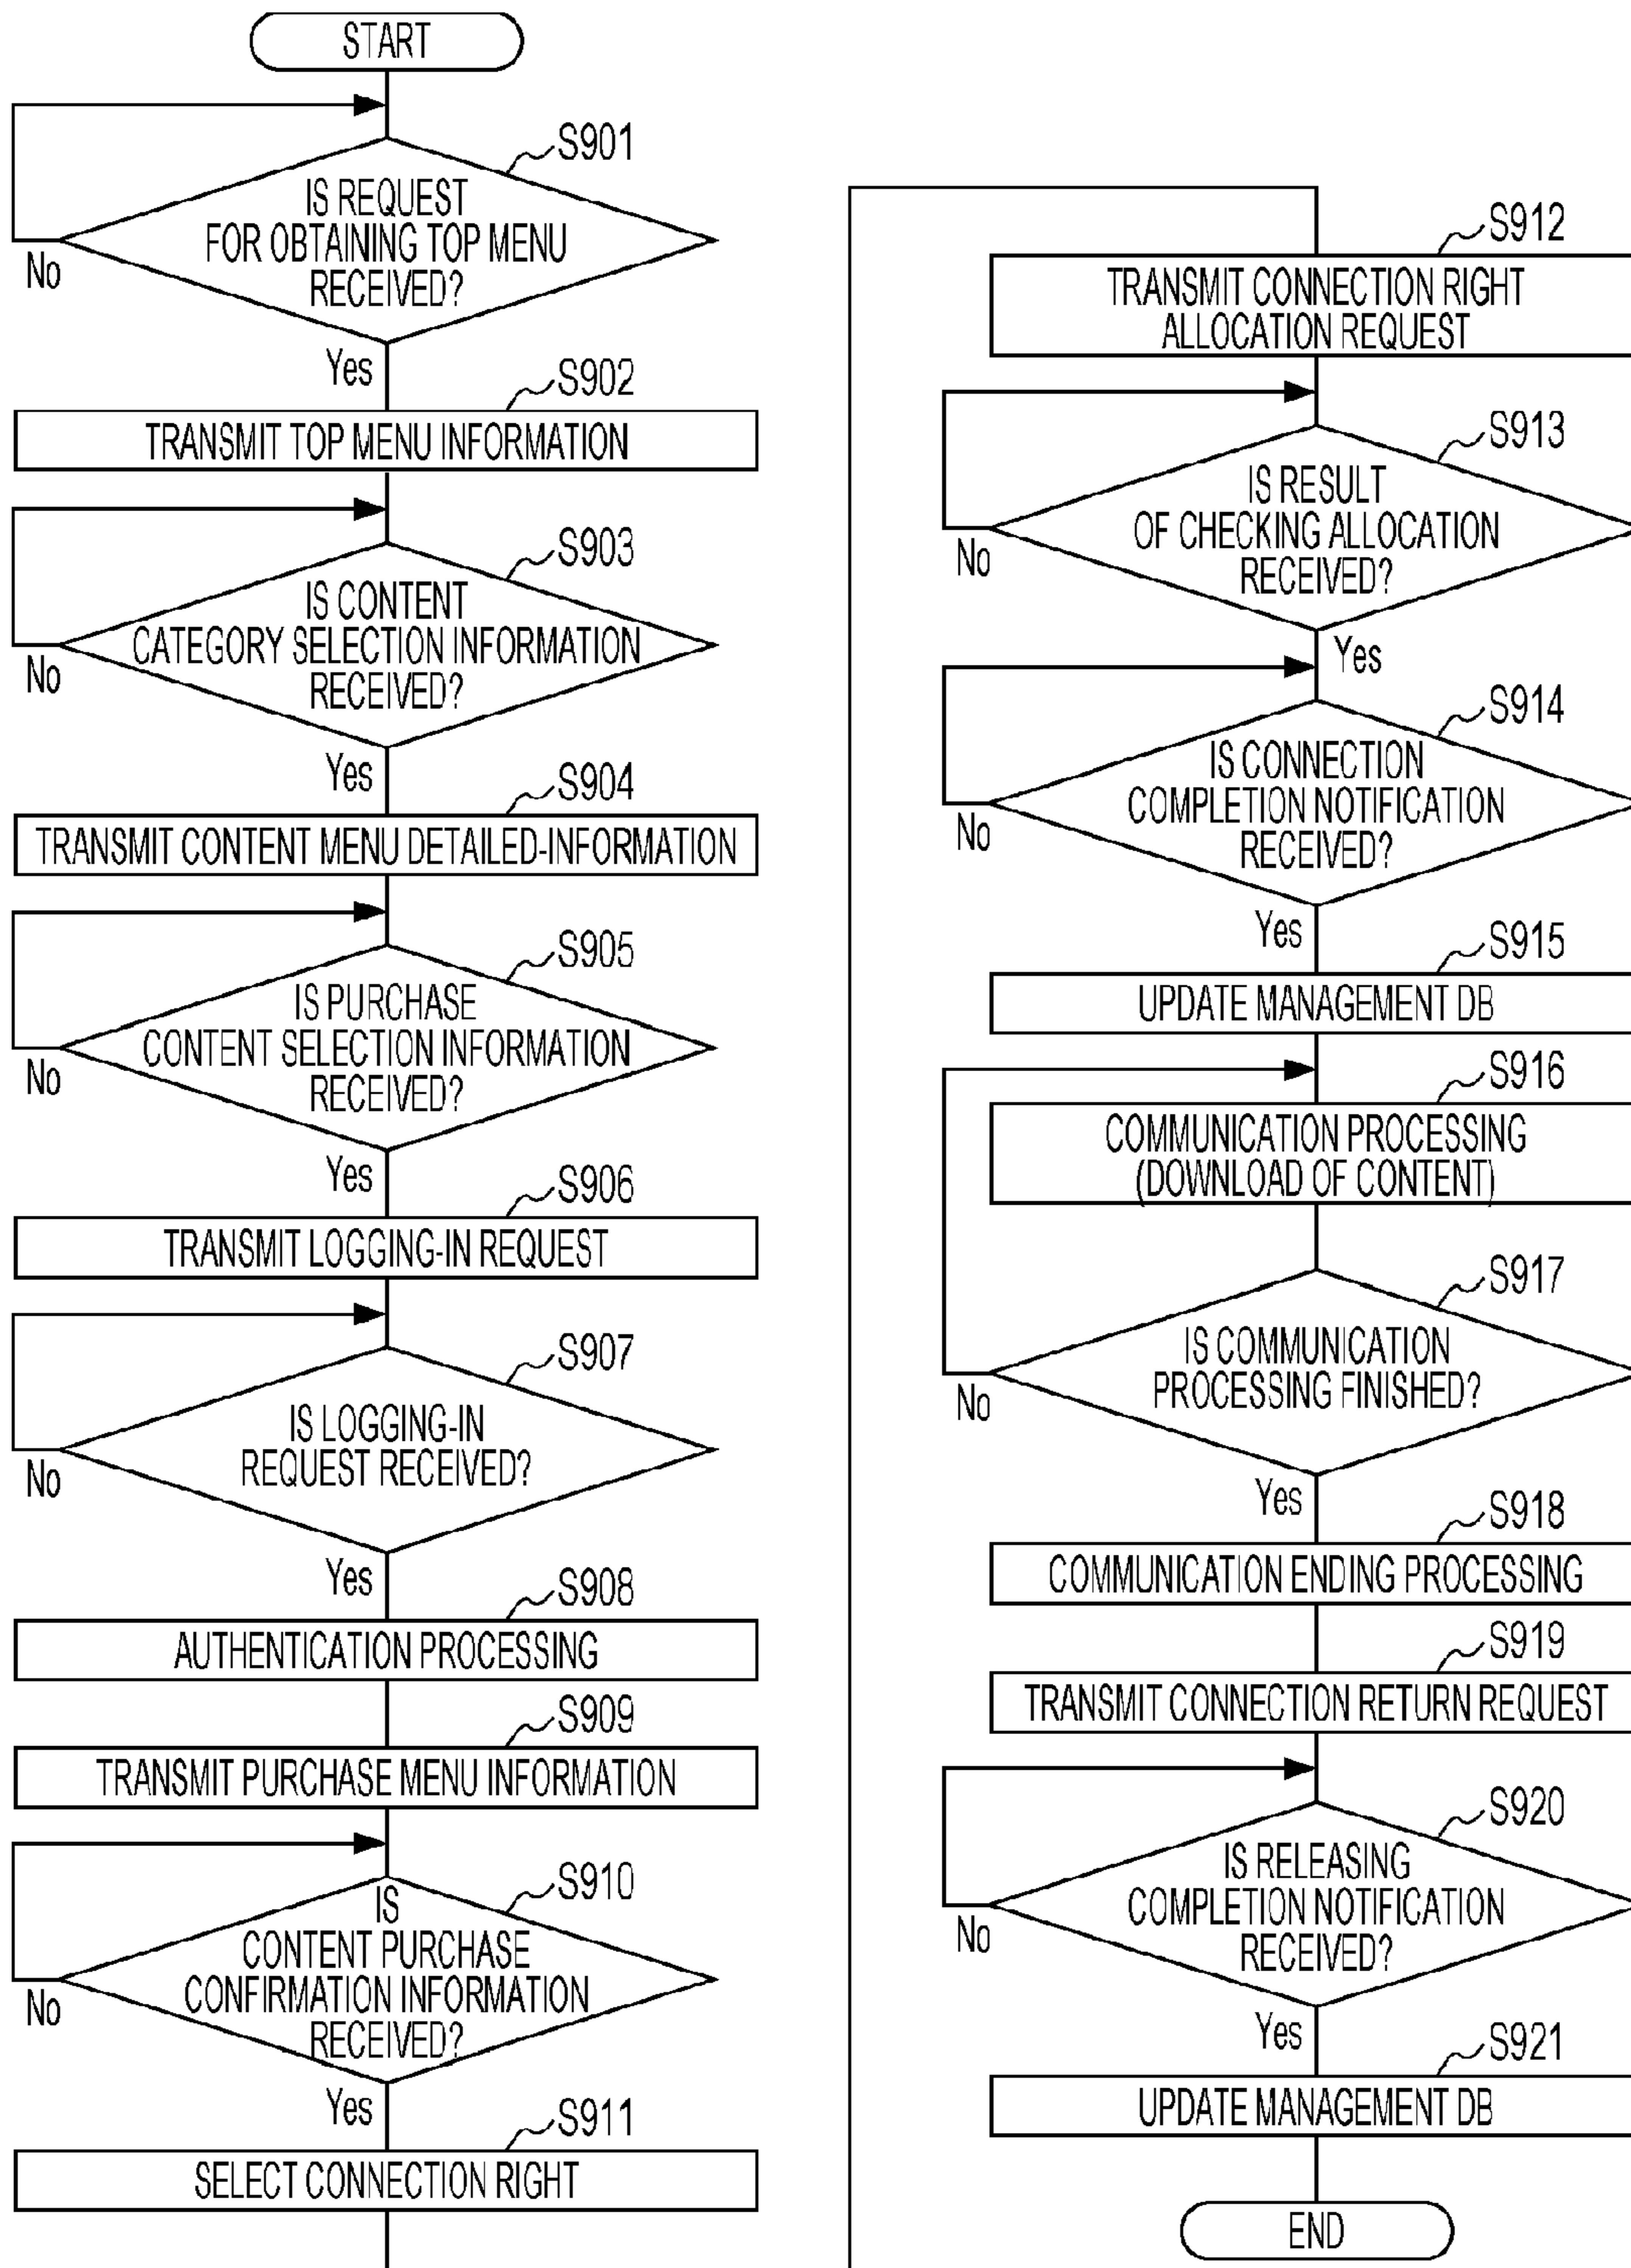 START
S901
IS REQUEST
FOR OBTAINING TOP MENU
RECEIVED?
No
Yes
S902
TRANSMIT TOP MENU INFORMATION
S903
IS CONTENT
CATEGORY SELECTION INFORMATION
RECEIVED?
No
Yes
S904
TRANSMIT CONTENT MENU DETAILED-INFORMATION
S905
IS PURCHASE
CONTENT SELECTION INFORMATION
RECEIVED?
No
Yes
S906
TRANSMIT LOGGING-IN REQUEST
S907
IS LOGGING-IN
REQUEST RECEIVED?
No
Yes
S908
AUTHENTICATION PROCESSING
S909
TRANSMIT PURCHASE MENU INFORMATION
S910
IS
CONTENT PURCHASE
CONFIRMATION INFORMATION
RECEIVED?
No
Yes
S911
SELECT CONNECTION RIGHT
S912
TRANSMIT CONNECTION RIGHT
ALLOCATION REQUEST
S913
IS RESULT
OF CHECKING ALLOCATION
RECEIVED?
No
Yes
S914
IS CONNECTION
COMPLETION NOTIFICATION
RECEIVED?
No
Yes
S915
UPDATE MANAGEMENT DB
S916
COMMUNICATION PROCESSING
(DOWNLOAD OF CONTENT)
S917
IS COMMUNICATION
PROCESSING FINISHED?
No
Yes
S918
COMMUNICATION ENDING PROCESSING
S919
TRANSMIT CONNECTION RETURN REQUEST
S920
IS RELEASING
COMPLETION NOTIFICATION
RECEIVED?
No
Yes
S921
UPDATE MANAGEMENT DB
END